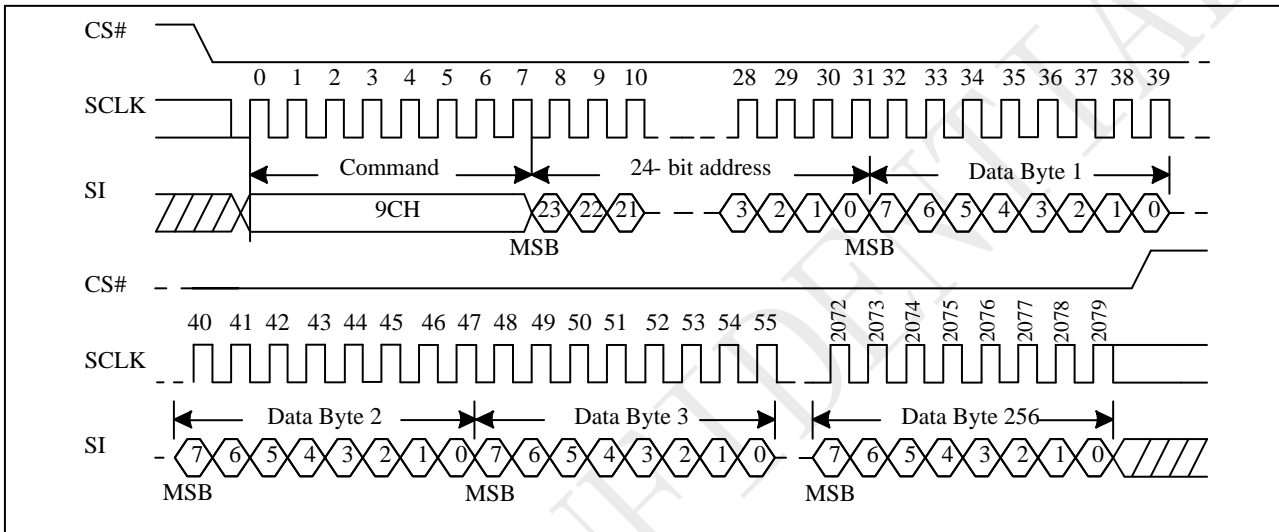 CS#
0 1 2 3 4 5 6 7 8 9 10 28 29 30 31 32 33 34 35 36 37 38 39
SCLK
Command 24- bit address Data Byte 1
SI
9CH 23 22 21 3 2 1 0 7 6 5 4 3 2 1 0
MSB MSB
CS#
40 41 42 43 44 45 46 47 48 49 50 51 52 53 54 55 2072 2073 2074 2075 2076 2077 2078 2079
SCLK
Data Byte 2 Data Byte 3 Data Byte 256
SI
7 6 5 4 3 2 1 0 7 6 5 4 3 2 1 0 7 6 5 4 3 2 1 0
MSB MSB MSB